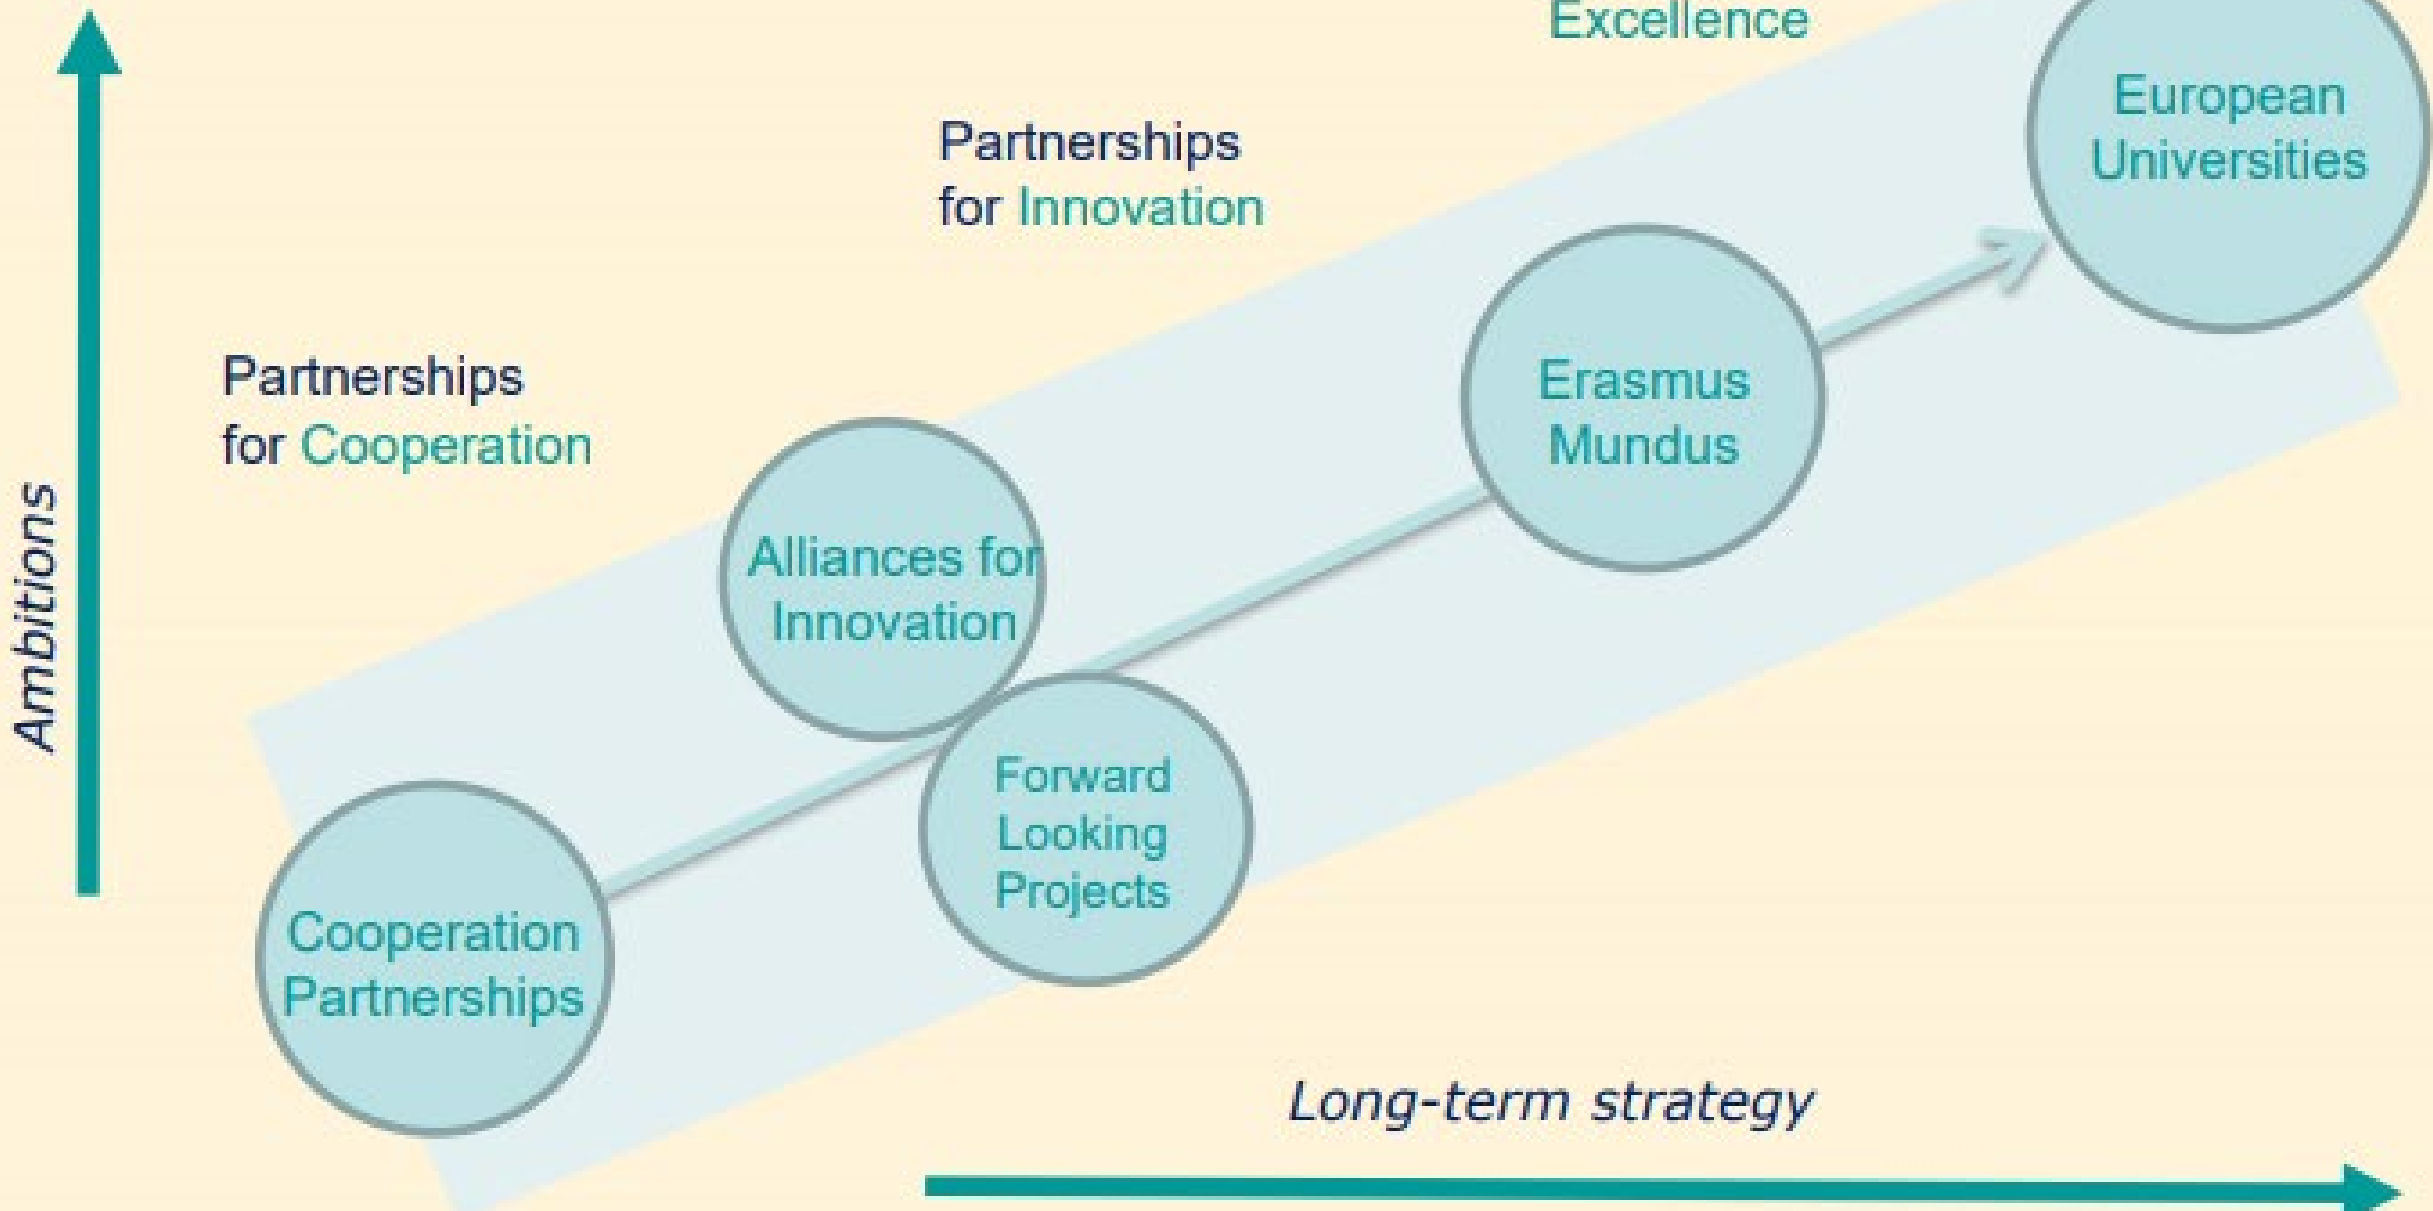 Excellence
European
Universities
Partnerships
for Innovation
Partnerships
for Cooperation
Erasmus
Mundus
Alliances for
Innovation
Ambitions
Forward
Looking
Projects
Cooperation
Partnerships
Long-term strategy